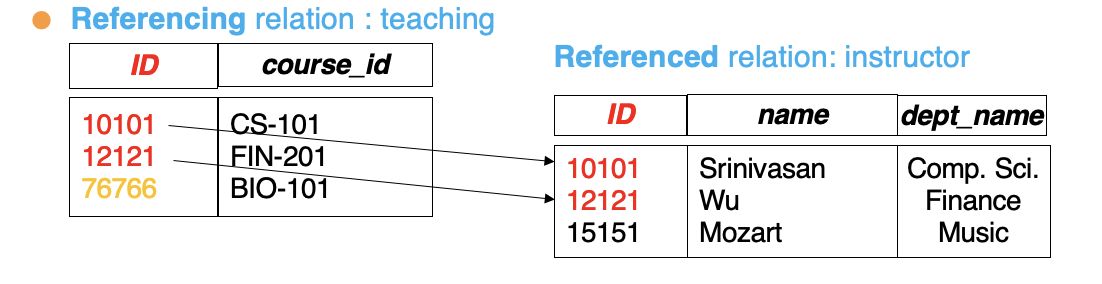 Referencing relation : teaching
ID course_id
10101 CS-101
12121 FIN-201
76766 BIO-101
Referenced relation: instructor
ID name dept_name
10101 Srinivasan Comp. Sci.
12121 Wu Finance
15151 Mozart Music